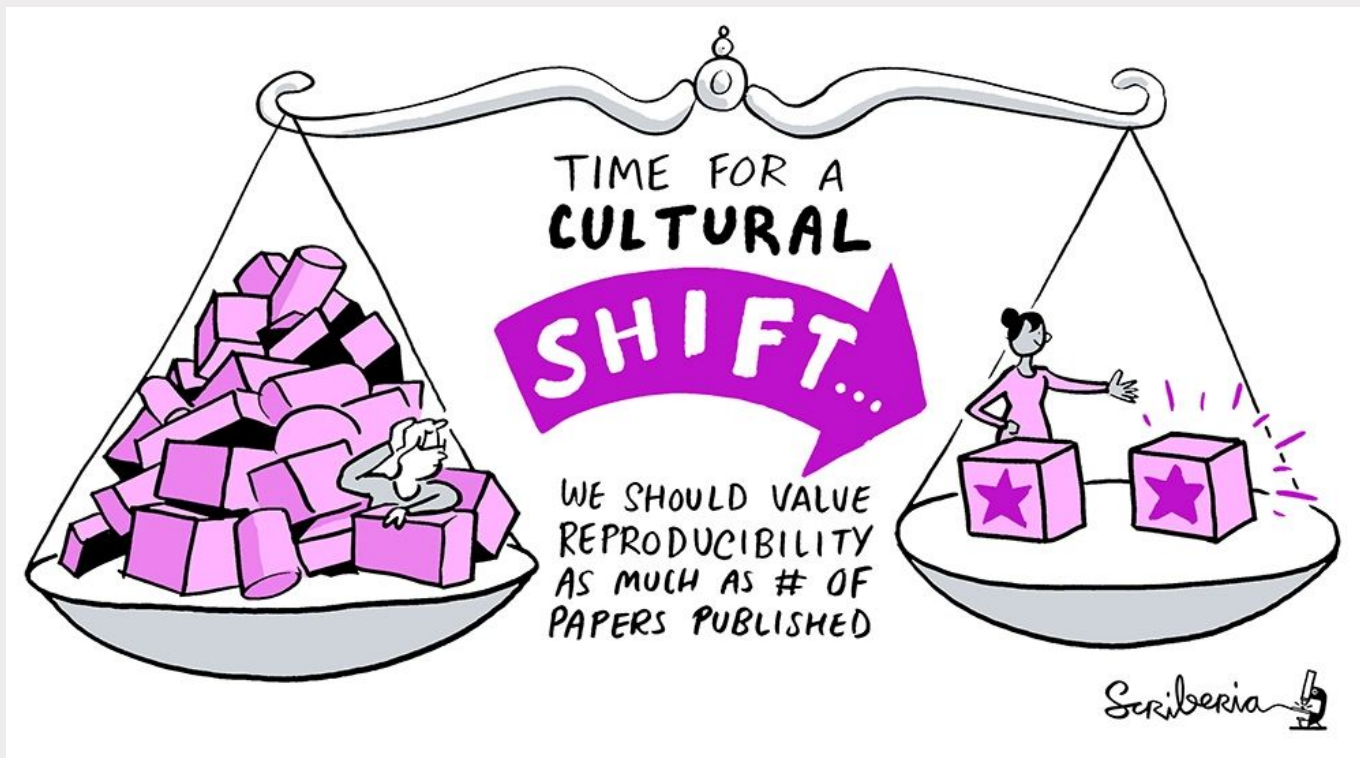 TIME FOR A
CULTURAL
SHIFT...
WE SHOULD VALUE
REPRODUCIBILITY
AS MUCH AS # OF
PAPERS PUBLISHED
Scriberia